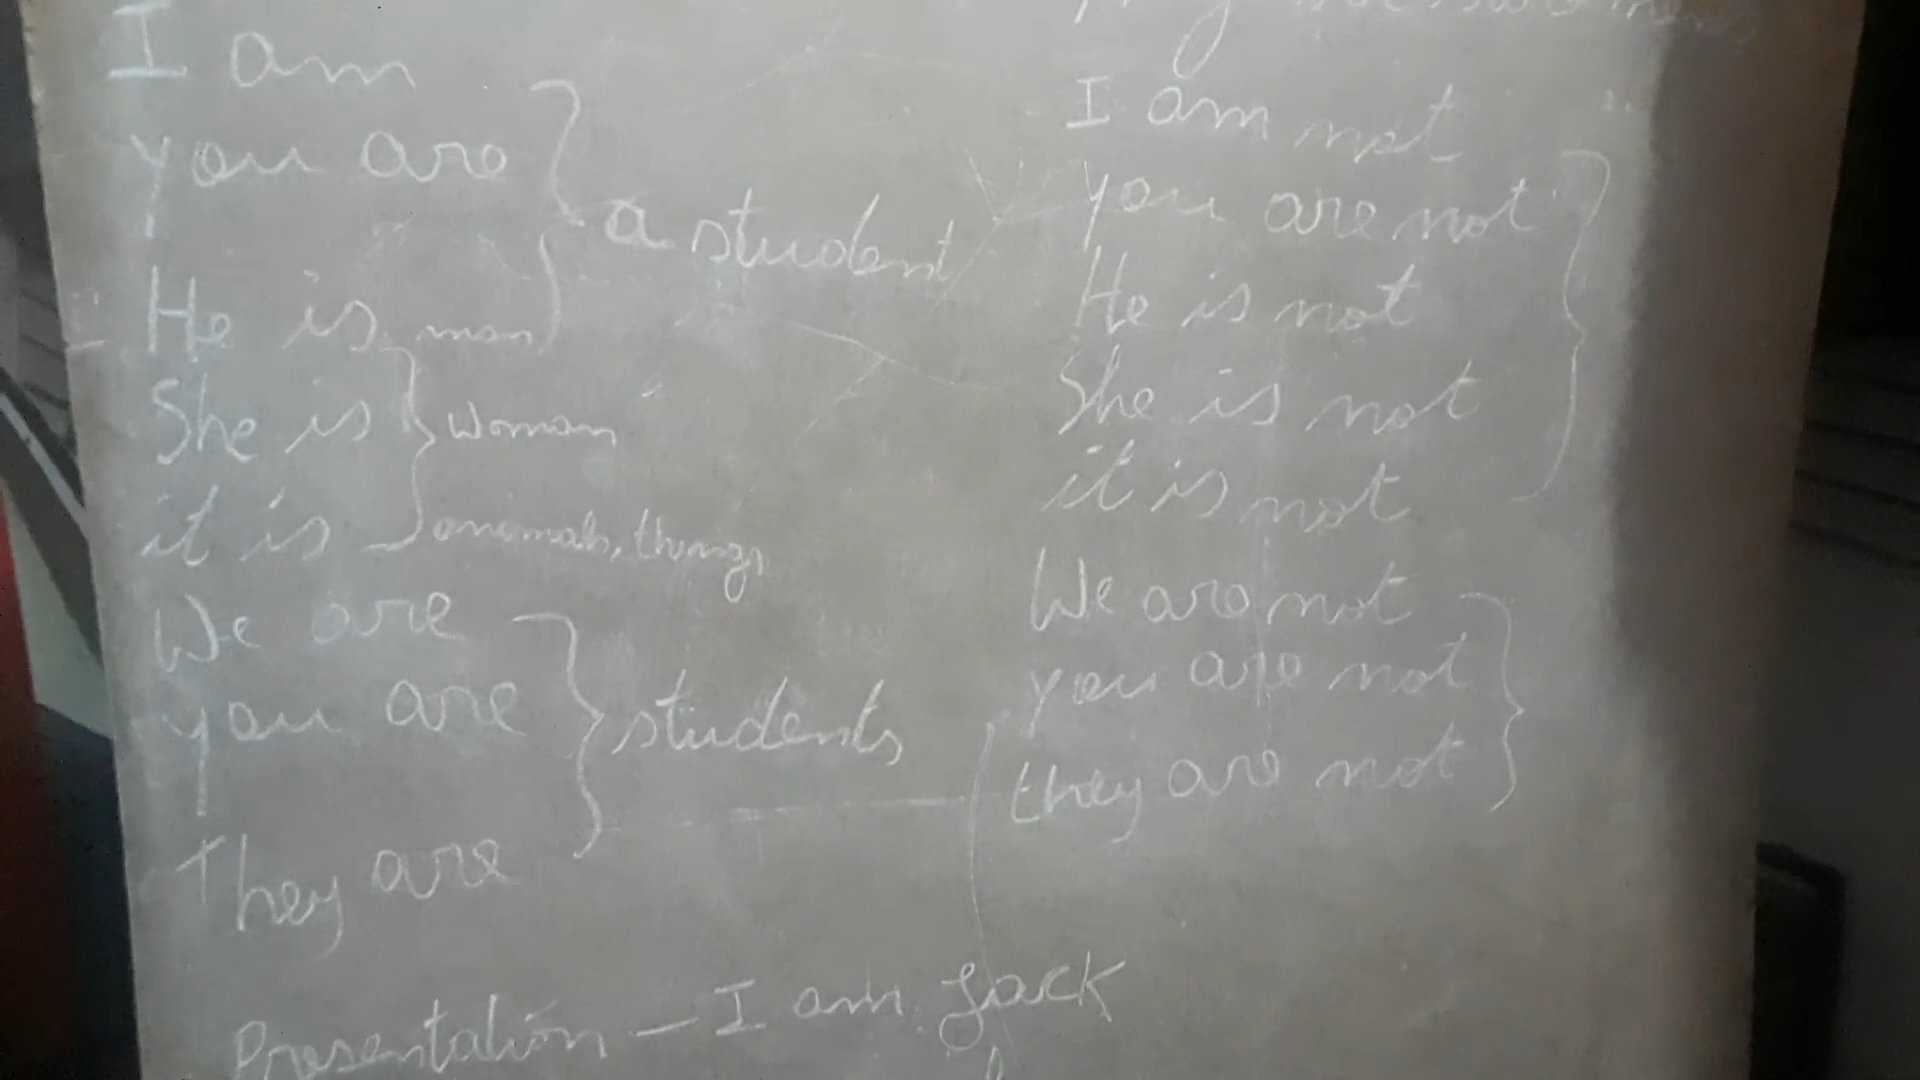 I am
you are
a student
He is man
She is woman
it is animals, things
We are
you are
students
They are
I am not
you are not
He is not
She is not
it is not
We are not
you are not
they are not
Presentation - I am Jack